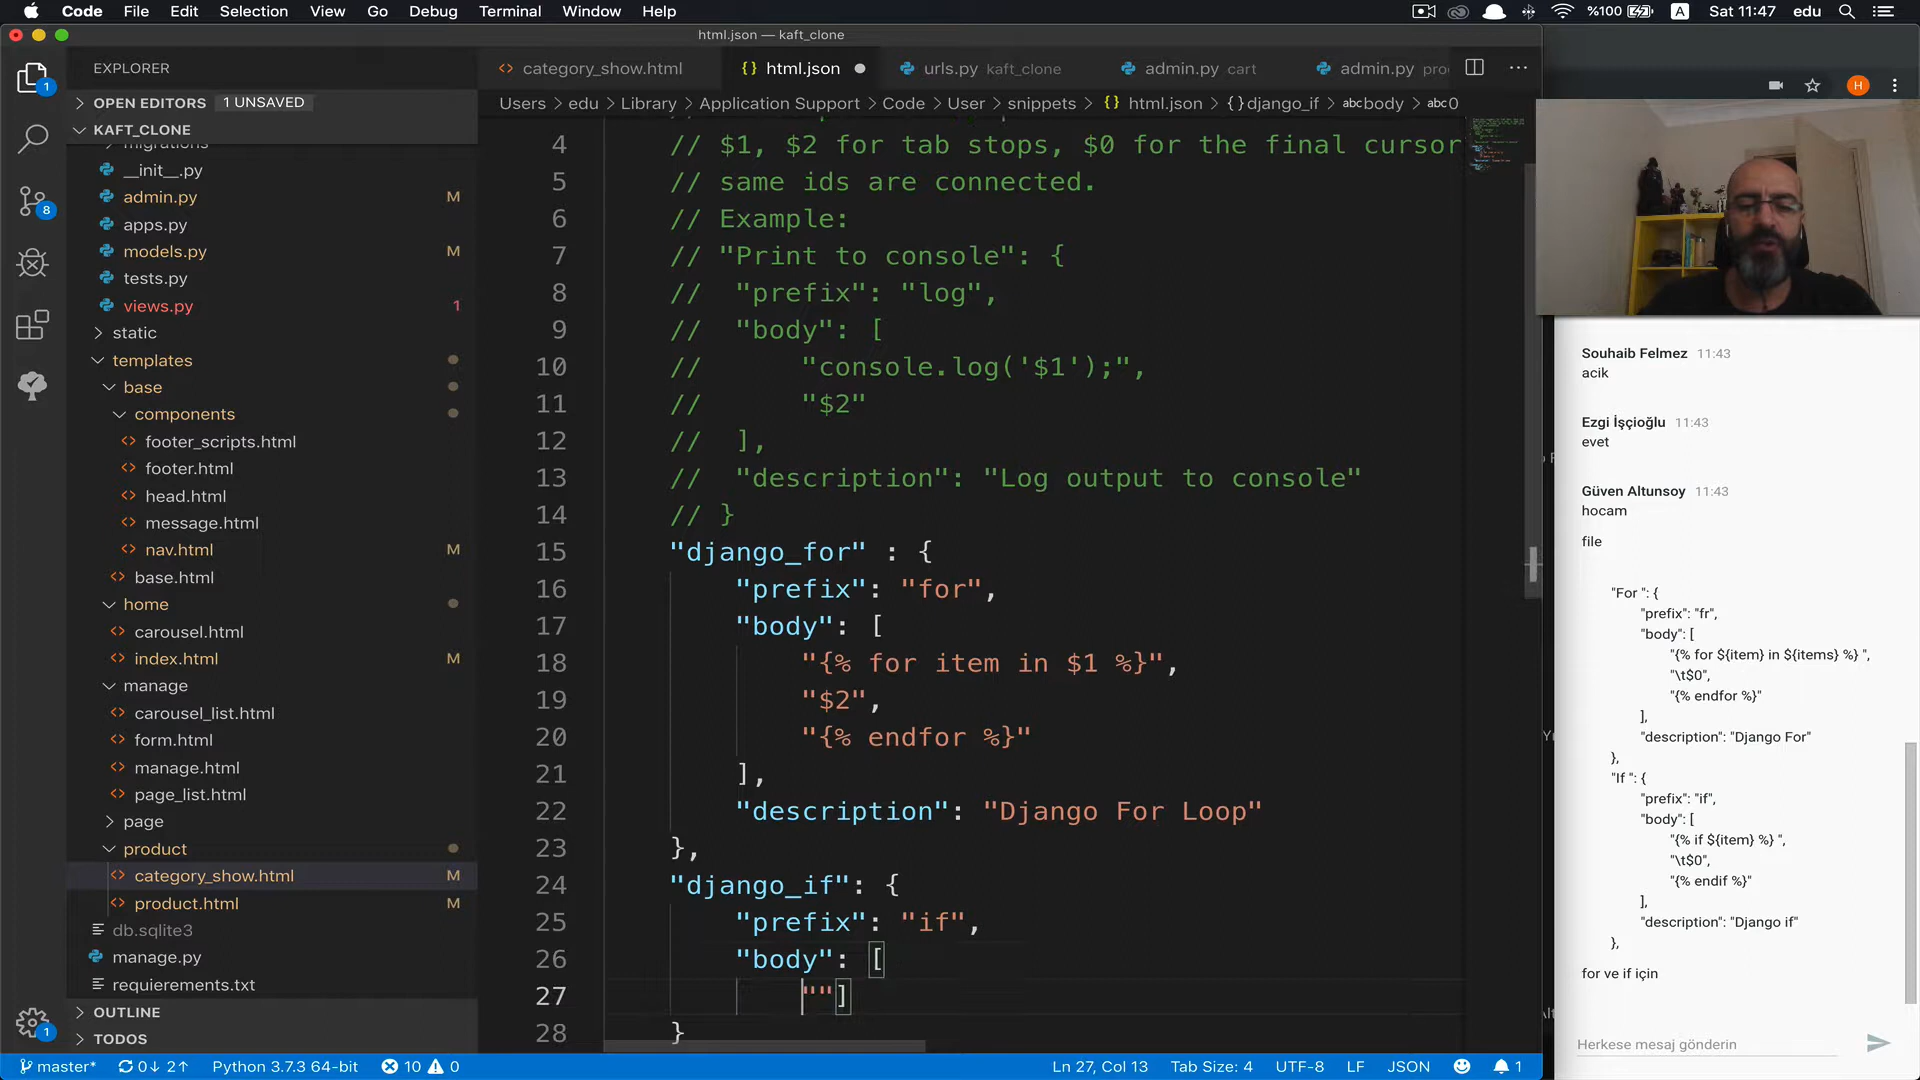 Code File Edit Selection View Go Debug Terminal Window Help
%100 A Sat 11:47 edu
html.json — kaft_clone
EXPLORER
OPEN EDITORS 1 UNSAVED
KAFT_CLONE
migrations
__init__.py
admin.py M
apps.py
models.py M
tests.py
views.py 1
static
templates
base
components
footer_scripts.html
footer.html
head.html
message.html
nav.html M
base.html
home
carousel.html
index.html M
manage
carousel_list.html
form.html
manage.html
page_list.html
page
product
category_show.html M
product.html M
db.sqlite3
manage.py
requierements.txt
OUTLINE
TODOS
1
8
1
category_show.html
{} html.json
urls.py kaft_clone
admin.py cart
admin.py pro
Users > edu > Library > Application Support > Code > User > snippets > {} html.json > {} django_if > abc body > abc 0
4 // $1, $2 for tab stops, $0 for the final cursor
5 // same ids are connected.
6 // Example:
7 // "Print to console": {
8 //  "prefix": "log",
9 //  "body": [
10 //      "console.log('$1');",
11 //      "$2"
12 //  ],
13 //  "description": "Log output to console"
14 // }
15 "django_for" : {
16     "prefix": "for",
17     "body": [
18         "{% for item in $1 %}",
19         "$2",
20         "{% endfor %}"
21     ],
22     "description": "Django For Loop"
23 },
24 "django_if": {
25     "prefix": "if",
26     "body": [
27         ""]
28 }
master* 0↓ 2↑ Python 3.7.3 64-bit 10 0
Ln 27, Col 13 Tab Size: 4 UTF-8 LF JSON 1
H
Souhaib Felmez 11:43
acik
Ezgi İşçioğlu 11:43
evet
Güven Altunsoy 11:43
hocam
file
"For ": {
"prefix": "fr",
"body": [
"{% for ${item} in ${items} %} ",
"\t$0",
"{% endfor %}"
],
"description": "Django For"
},
"If ": {
"prefix": "if",
"body": [
"{% if ${item} %} ",
"\t$0",
"{% endif %}"
],
"description": "Django if"
},
for ve if için
Herkese mesaj gönderin